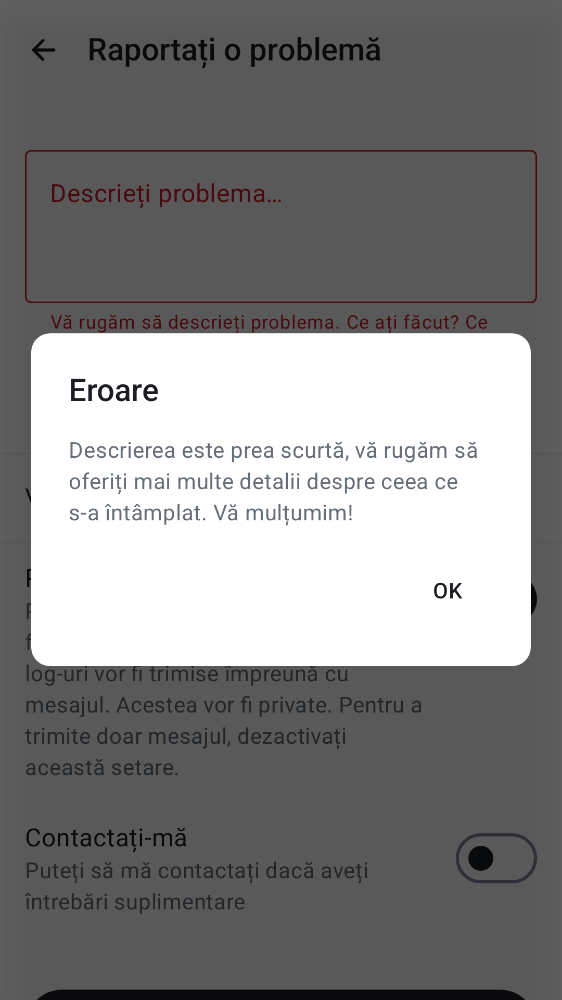 Raportați o problemă
Descrieți problema…
Vă rugăm să descrieți problema. Ce ați făcut? Ce
Eroare
Descrierea este prea scurtă, vă rugăm să
oferiți mai multe detalii despre ceea ce
s-a întâmplat. Vă mulțumim!
OK
log-uri vor fi trimise împreună cu
mesajul. Acestea vor fi private. Pentru a
trimite doar mesajul, dezactivați
această setare.
Contactați-mă
Puteți să mă contactați dacă aveți
întrebări suplimentare